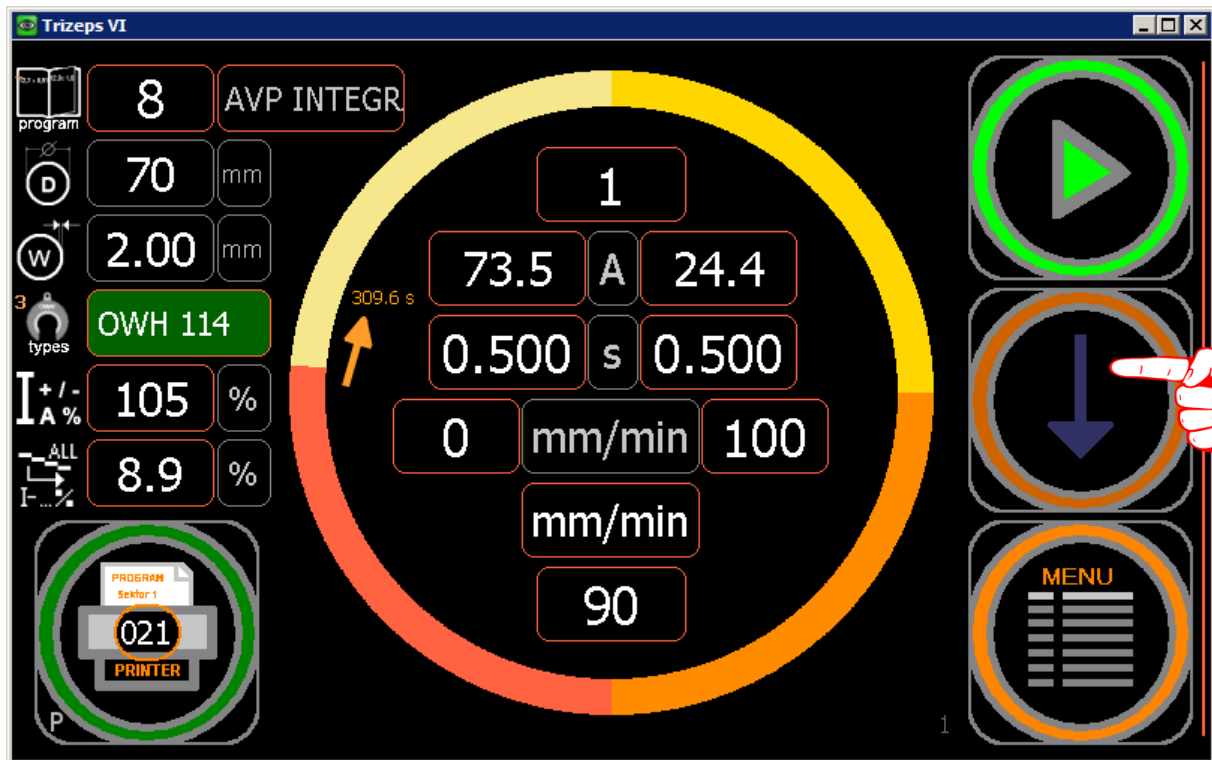 Trizeps VI
program
8
AVP INTEGR
D
70
mm
W
2.00
mm
3
types
OWH 114
I + / - A %
105
%
ALL
I-...%
8.9
%
PROGRAM
Sektor 1
021
PRINTER
P
309.6 s
1
73.5 A 24.4
0.500 s 0.500
0 mm/min 100
mm/min
90
MENU
1